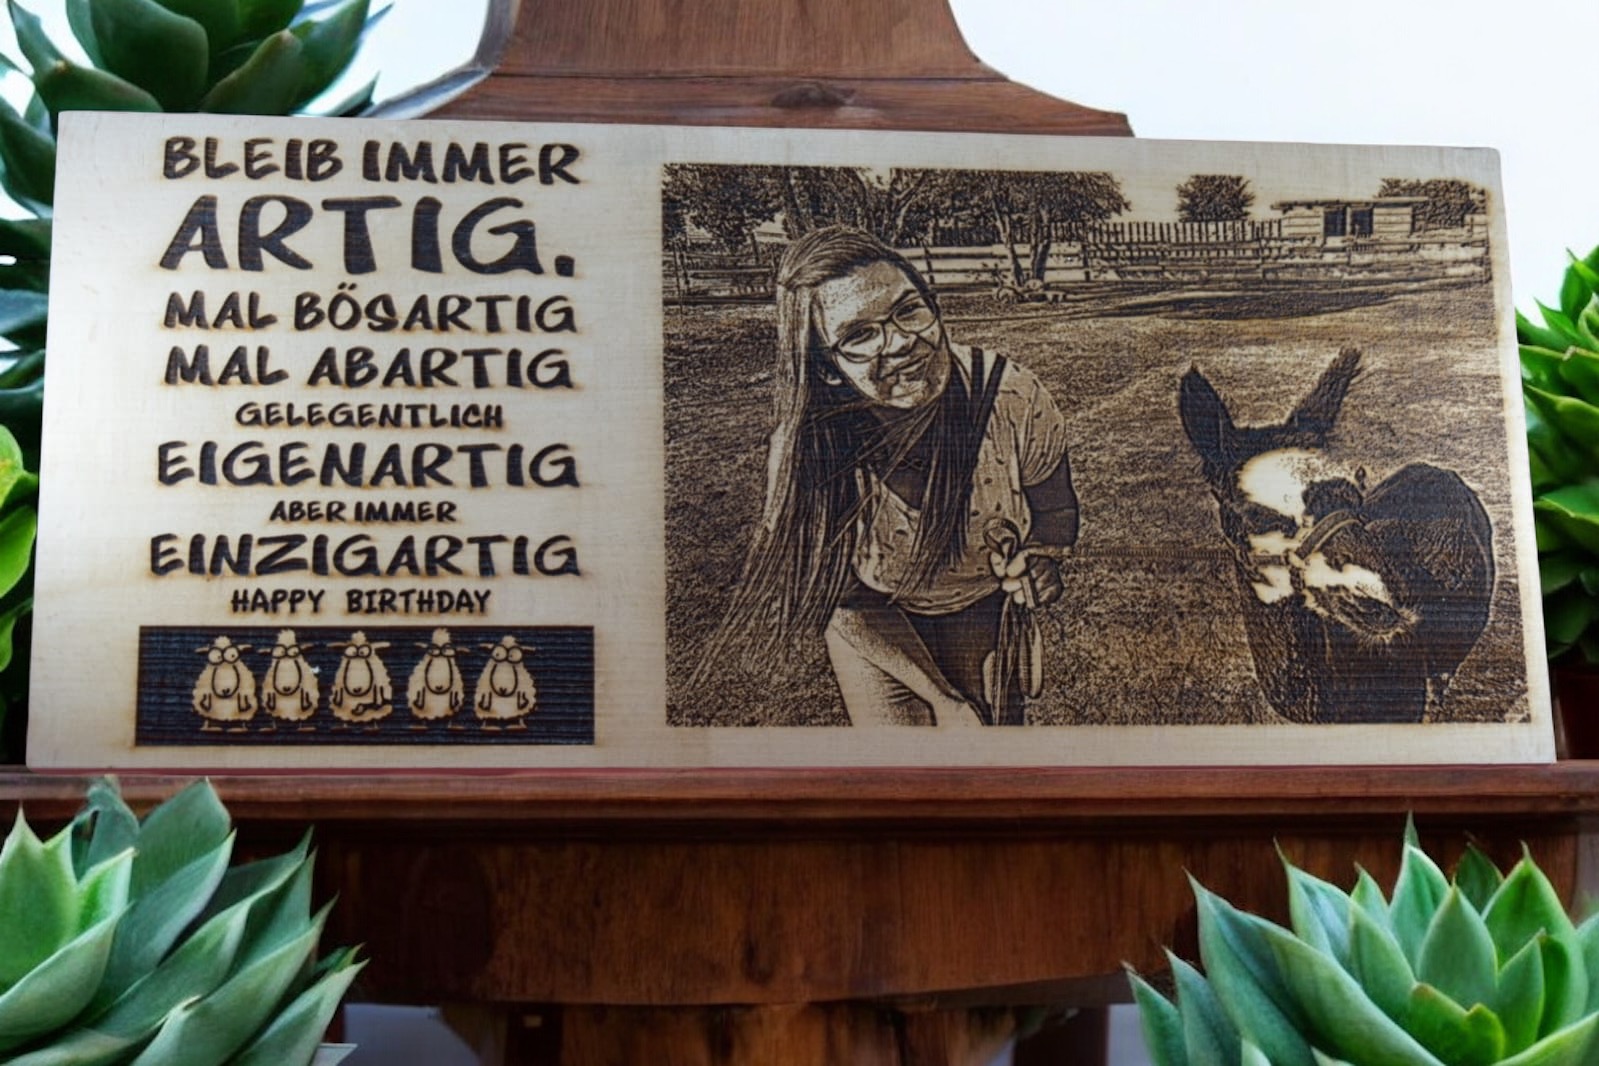 BLEIB IMMER
ARTIG.
MAL BÖSARTIG
MAL ABARTIG
GELEGENTLICH
EIGENARTIG
ABER IMMER
EINZIGARTIG
HAPPY BIRTHDAY